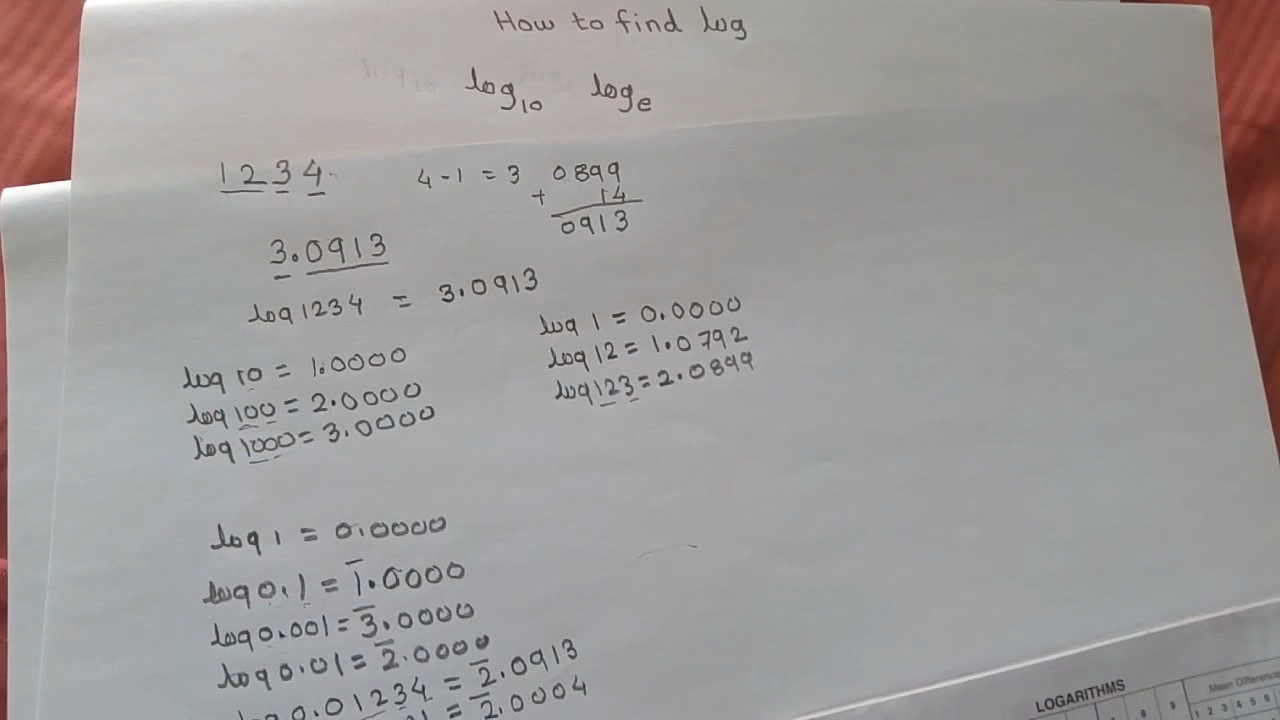 How to find log
log₁₀ logₑ
1234. 4-1 = 3 0899
+ 14
0913
3.0913
log 1234 = 3.0913
log 10 = 1.0000
log 100 = 2.0000
log 1000 = 3.0000
log 1 = 0.0000
log 12 = 1.0792
log 123 = 2.0899
log 1 = 0.0000
log 0.1 = 1̅.0000
log 0.001 = 3̅.0000
log 0.01 = 2̅.0000
log 0.01234 = 2̅.0913
= 2̅.0004
LOGARITHMS
Mean Difference
8 9 1 2 3 4 5 6